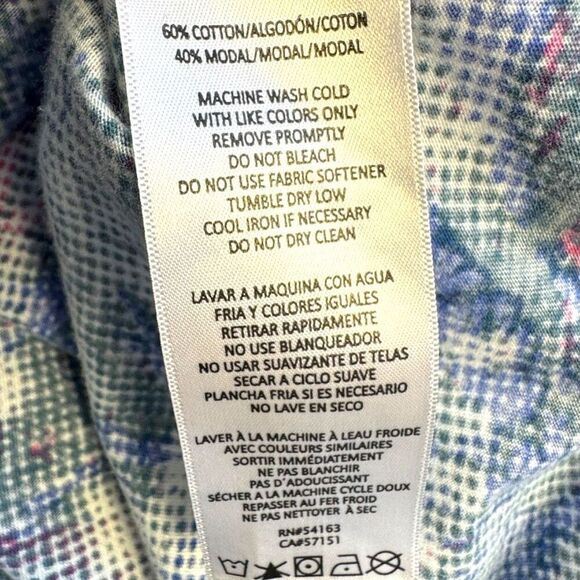 60% COTTON/ALGODÓN/COTON
40% MODAL/MODAL/MODAL
MACHINE WASH COLD
WITH LIKE COLORS ONLY
REMOVE PROMPTLY
DO NOT BLEACH
DO NOT USE FABRIC SOFTENER
TUMBLE DRY LOW
COOL IRON IF NECESSARY
DO NOT DRY CLEAN
LAVAR A MAQUINA CON AGUA
FRIA Y COLORES IGUALES
RETIRAR RAPIDAMENTE
NO USE BLANQUEADOR
NO USAR SUAVIZANTE DE TELAS
SECAR A CICLO SUAVE
PLANCHA FRIA SI ES NECESARIO
NO LAVE EN SECO
LAVER À LA MACHINE À LEAU FROIDE
AVEC COULEURS SIMILAIRES
SORTIR IMMÉDIATEMENT
NE PAS BLANCHIR
PAS D'ADOUCISSANT
SÉCHER A LA MACHINE CYCLE DOUX
REPASSER AU FER FROID
NE PAS NETTOYER À SEC
RN#54163
CA#57151